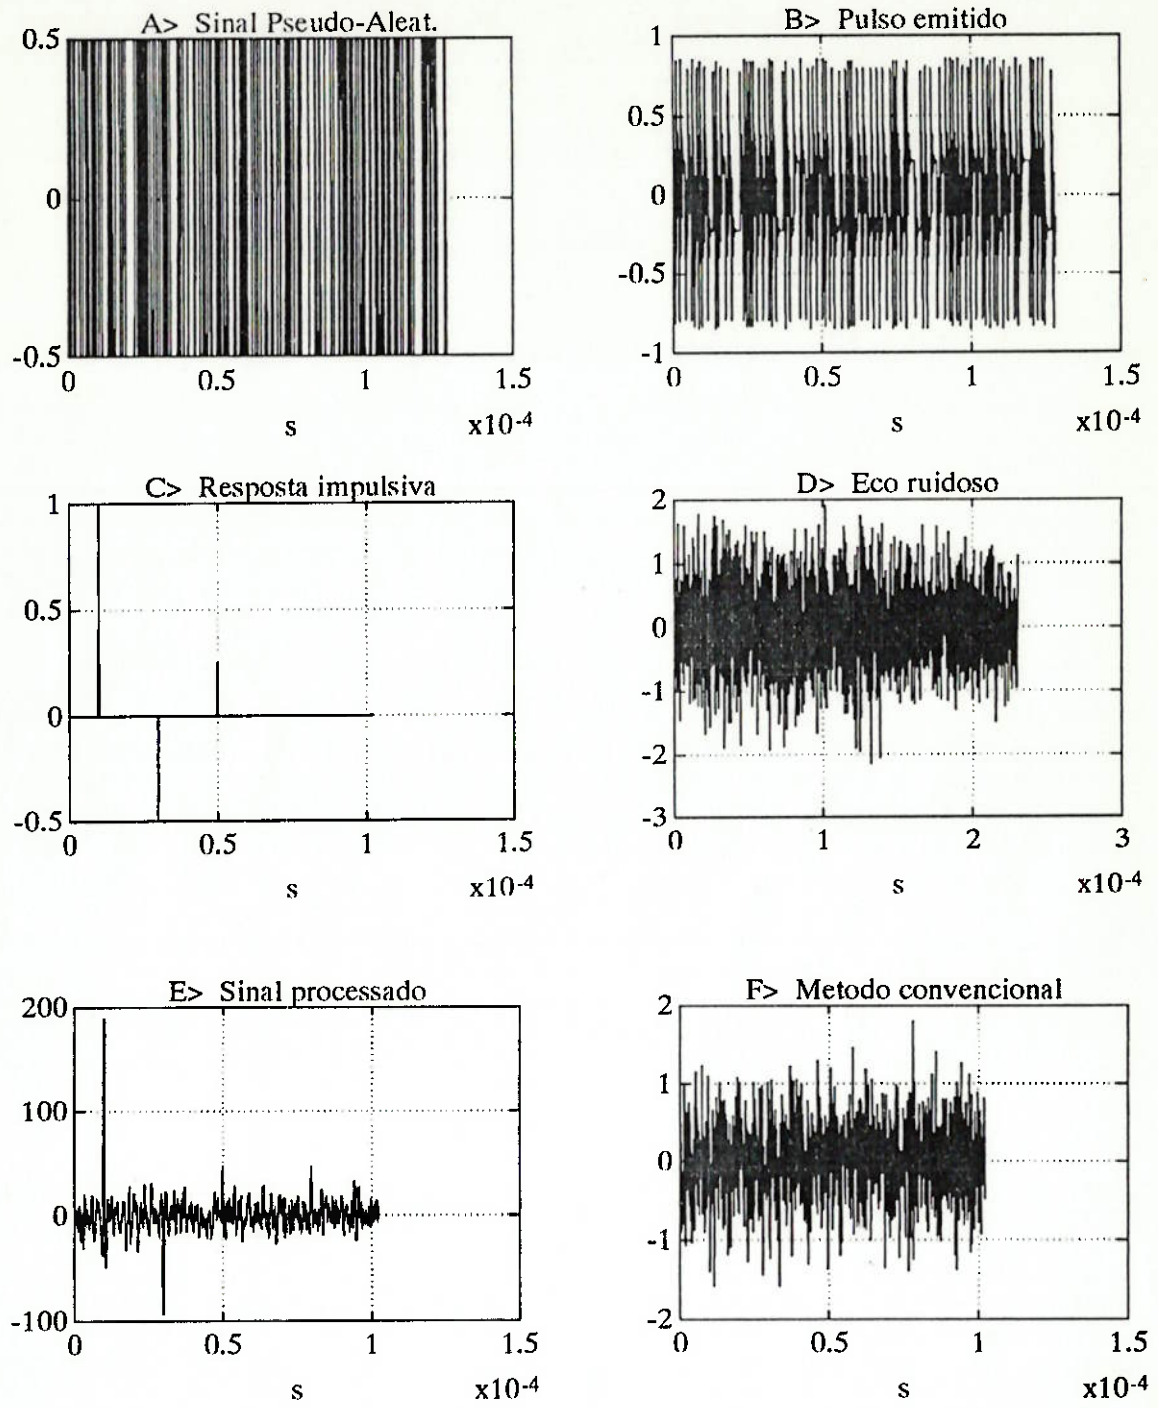 A> Sinal Pseudo-Aleat.
0.5
0
-0.5
0 0.5 1 1.5
s x10-4
B> Pulso emitido
1
0.5
0
-0.5
-1
0 0.5 1 1.5
s x10-4
C> Resposta impulsiva
1
0.5
0
-0.5
0 0.5 1 1.5
s x10-4
D> Eco ruidoso
2
1
0
-1
-2
-3
0 1 2 3
s x10-4
E> Sinal processado
200
100
0
-100
0 0.5 1 1.5
s x10-4
F> Metodo convencional
2
1
0
-1
-2
0 0.5 1 1.5
s x10-4